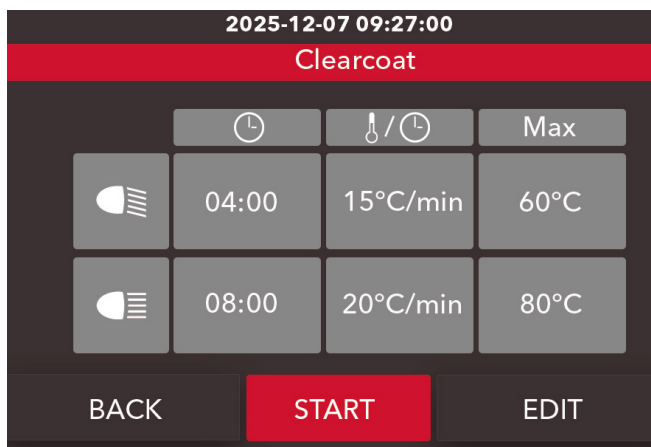 2025-12-07 09:27:00
Clearcoat
/ Max
04:00 15°C/min 60°C
08:00 20°C/min 80°C
BACK START EDIT